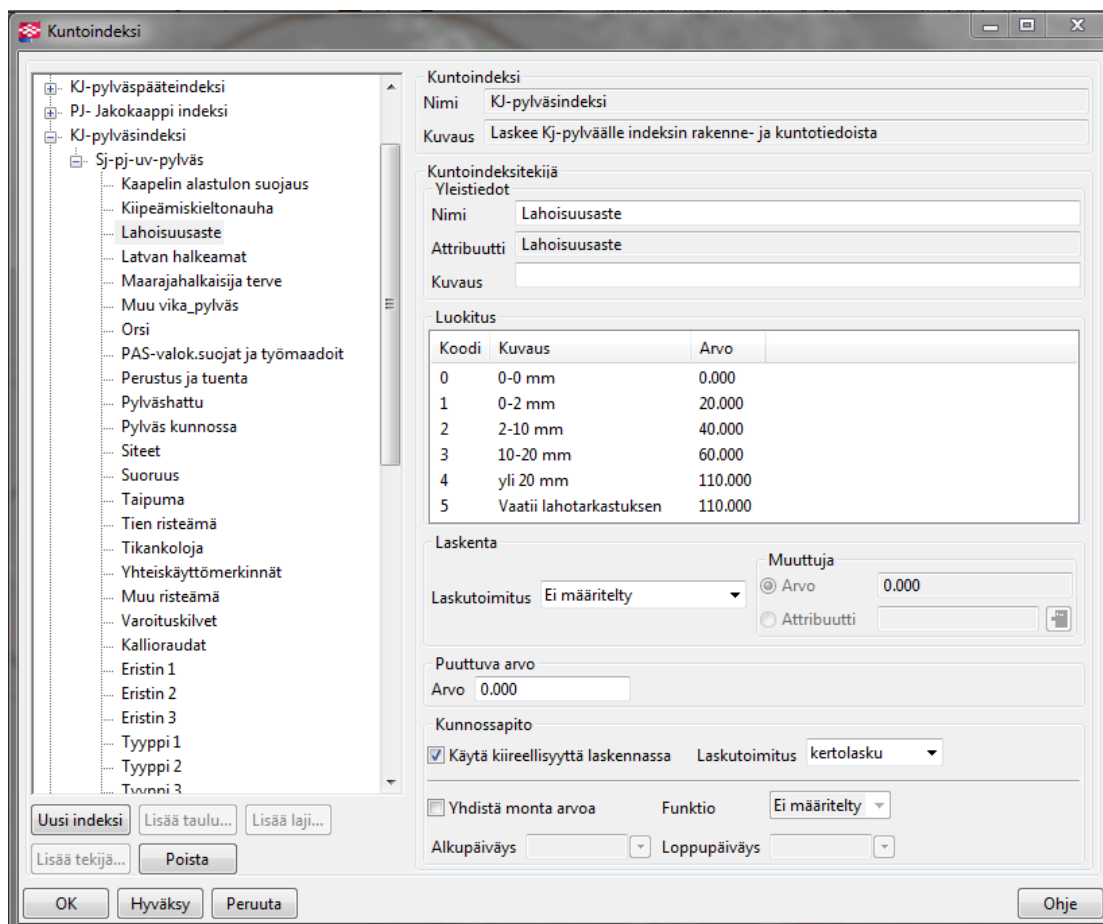 Kuntoindeksi
KJ-pylväspääteindeksi
PJ- Jakokaappi indeksi
KJ-pylväsindeksi
Sj-pj-uv-pylväs
Kaapelin alastulon suojaus
Kiipeämiskieltonauha
Lahoisuusaste
Latvan halkeamat
Maarajahalkaisija terve
Muu vika_pylväs
Orsi
PAS-valok.suojat ja työmaadoit
Perustus ja tuenta
Pylväshattu
Pylväs kunnossa
Siteet
Suoruus
Taipuma
Tien risteämä
Tikankoloja
Yhteiskäyttömerkinnät
Muu risteämä
Varoituskilvet
Kallioraudat
Eristin 1
Eristin 2
Eristin 3
Tyyppi 1
Tyyppi 2
Tyyppi 3
Uusi indeksi Lisää taulu... Lisää laji...
Lisää tekijä... Poista
Kuntoindeksi
Nimi KJ-pylväsindeksi
Kuvaus Laskee Kj-pylväälle indeksin rakenne- ja kuntotiedoista
Kuntoindeksitekijä
Yleistiedot
Nimi Lahoisuusaste
Attribuutti Lahoisuusaste
Kuvaus
Luokitus
Koodi Kuvaus Arvo
0 0-0 mm 0.000
1 0-2 mm 20.000
2 2-10 mm 40.000
3 10-20 mm 60.000
4 yli 20 mm 110.000
5 Vaatii lahotarkastuksen 110.000
Laskenta
Laskutoimitus Ei määritelty
Muuttuja
Arvo 0.000
Attribuutti
Puuttuva arvo
Arvo 0.000
Kunnossapito
Käytä kiireellisyyttä laskennassa Laskutoimitus kertolasku
Yhdistä monta arvoa Funktio Ei määritelty
Alkupäiväys Loppupäiväys
OK Hyväksy Peruuta Ohje